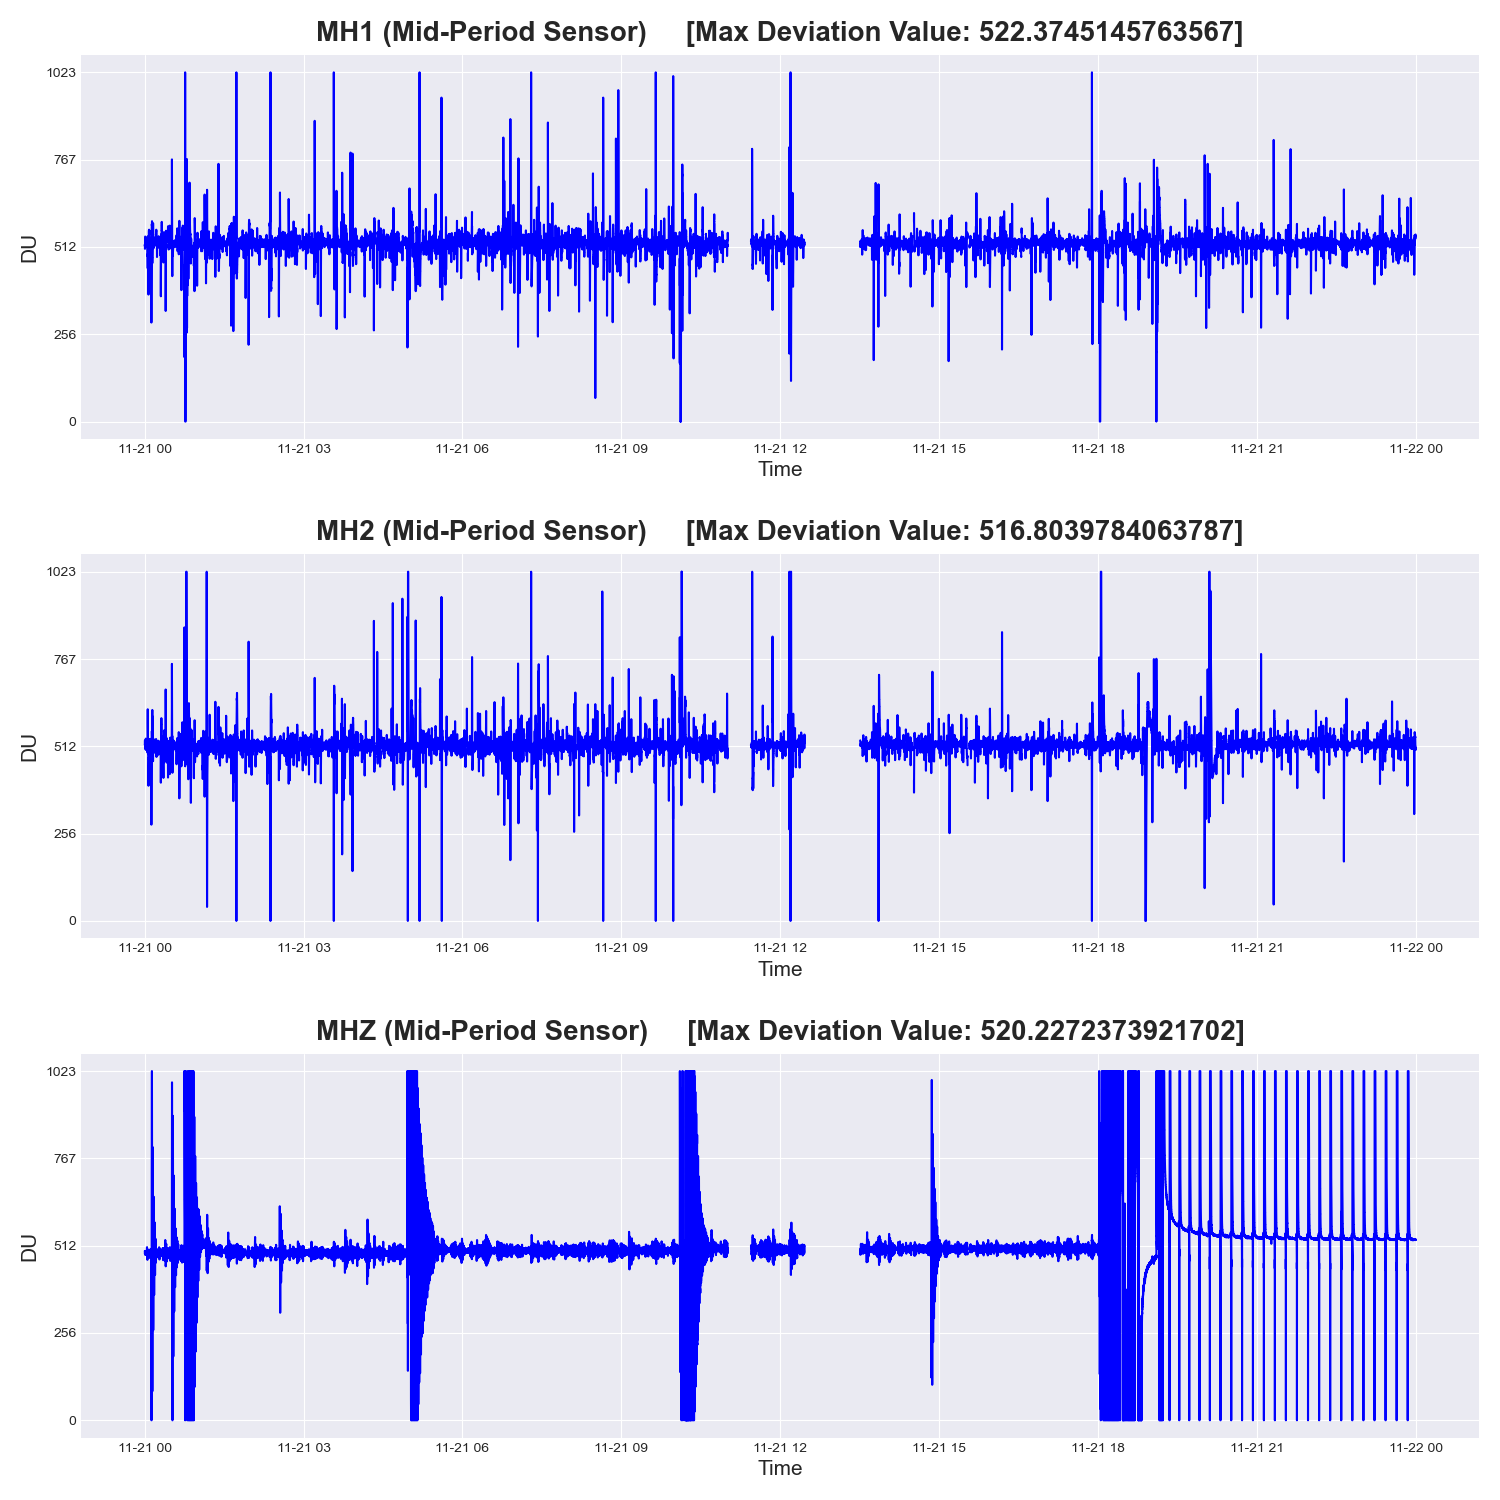 MH1 (Mid-Period Sensor) [Max Deviation Value: 522.3745145763567]
1023
767
512
256
0
DU
11-21 00 11-21 03 11-21 06 11-21 09 11-21 12 11-21 15 11-21 18 11-21 21 11-22 00
Time
MH2 (Mid-Period Sensor) [Max Deviation Value: 516.8039784063787]
1023
767
512
256
0
DU
11-21 00 11-21 03 11-21 06 11-21 09 11-21 12 11-21 15 11-21 18 11-21 21 11-22 00
Time
MHZ (Mid-Period Sensor) [Max Deviation Value: 520.2272373921702]
1023
767
512
256
0
DU
11-21 00 11-21 03 11-21 06 11-21 09 11-21 12 11-21 15 11-21 18 11-21 21 11-22 00
Time